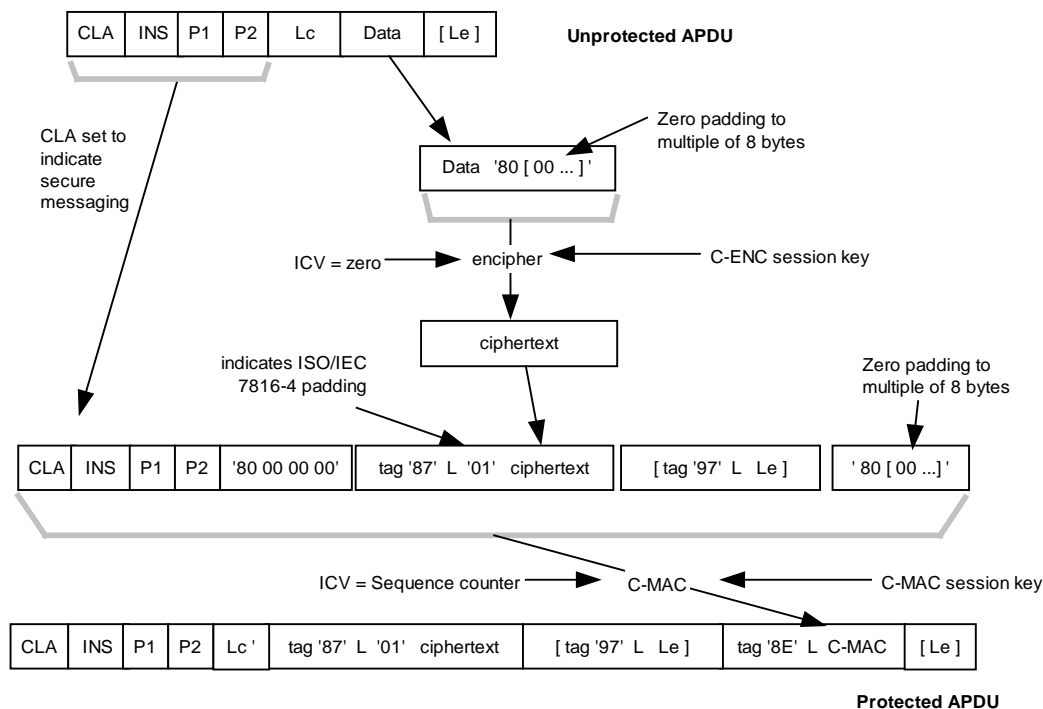 CLA INS P1 P2 Lc Data [ Le ] Unprotected APDU
CLA set to
indicate
secure
messaging
Zero padding to
multiple of 8 bytes
Data '80 [ 00 ... ] '
ICV = zero encipher C-ENC session key
ciphertext
indicates ISO/IEC
7816-4 padding
Zero padding to
multiple of 8 bytes
CLA INS P1 P2 '80 00 00 00' tag '87' L '01' ciphertext [ tag '97' L Le ] ' 80 [ 00 ...] '
ICV = Sequence counter C-MAC C-MAC session key
CLA INS P1 P2 Lc ' tag '87' L '01' ciphertext [ tag '97' L Le ] tag '8E' L C-MAC [ Le ]
Protected APDU